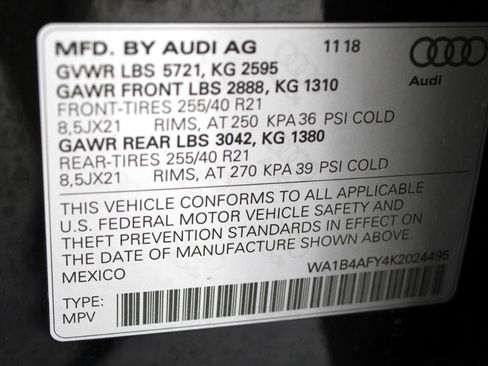 MFD. BY AUDI AG 11 18
Audi
GVWR LBS 5721, KG 2595
GAWR FRONT LBS 2888, KG 1310
FRONT-TIRES 255/40 R21
8,5JX21 RIMS, AT 250 KPA 36 PSI COLD
GAWR REAR LBS 3042, KG 1380
REAR-TIRES 255/40 R21
8,5JX21 RIMS, AT 270 KPA 39 PSI COLD
THIS VEHICLE CONFORMS TO ALL APPLICABLE
U.S. FEDERAL MOTOR VEHICLE SAFETY AND
THEFT PREVENTION STANDARDS IN EFFECT ON
THE DATE OF MANUFACTURE SHOWN ABOVE.
MEXICO
WA1B4AFY4K2024495
TYPE:
MPV